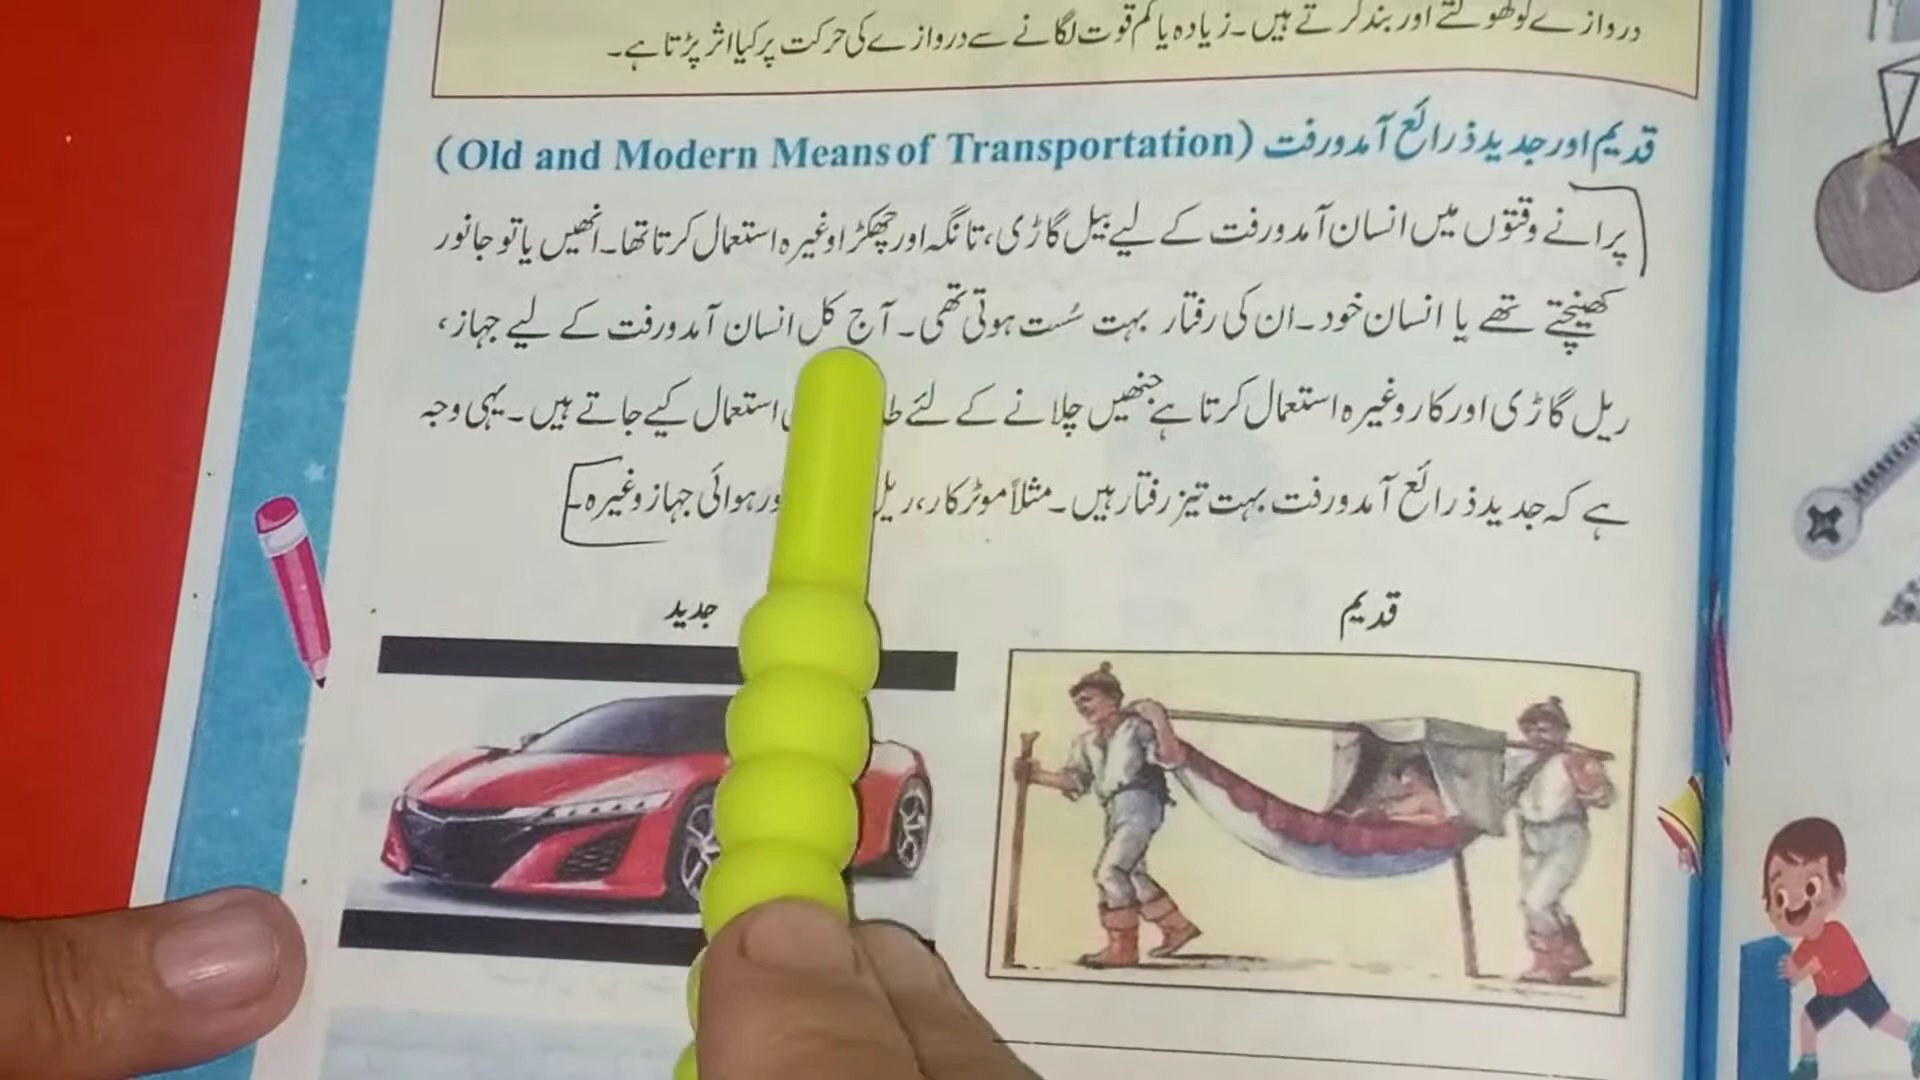 دروازے کو کھولتے اور بند کرتے ہیں۔ زیادہ یا کم قوت لگانے سے دروازے کی حرکت پر کیا اثر پڑتا ہے۔
قدیم اور جدید ذرائع آمدورفت (Old and Modern Means of Transportation)
پرانے وقتوں میں انسان آمدورفت کے لیے بیل گاڑی، تانگہ اور چھکڑا وغیرہ استعمال کرتا تھا۔ انھیں یا تو جانور
کھینچتے تھے یا انسان خود۔ ان کی رفتار بہت سُست ہوتی تھی۔ آج کل انسان آمدورفت کے لیے جہاز،
ریل گاڑی اور کار وغیرہ استعمال کرتا ہے جنھیں چلانے کے لئے استعمال کیے جاتے ہیں۔ یہی وجہ
ہے کہ جدید ذرائع آمدورفت بہت تیز رفتار ہیں۔ مثلاً موٹر کار، ریل ہوائی جہاز وغیرہ۔
قدیم
جدید